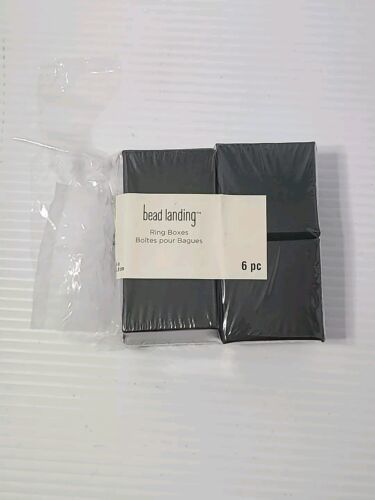 bead landing™
Ring Boxes
Boîtes pour Bagues
6 pc